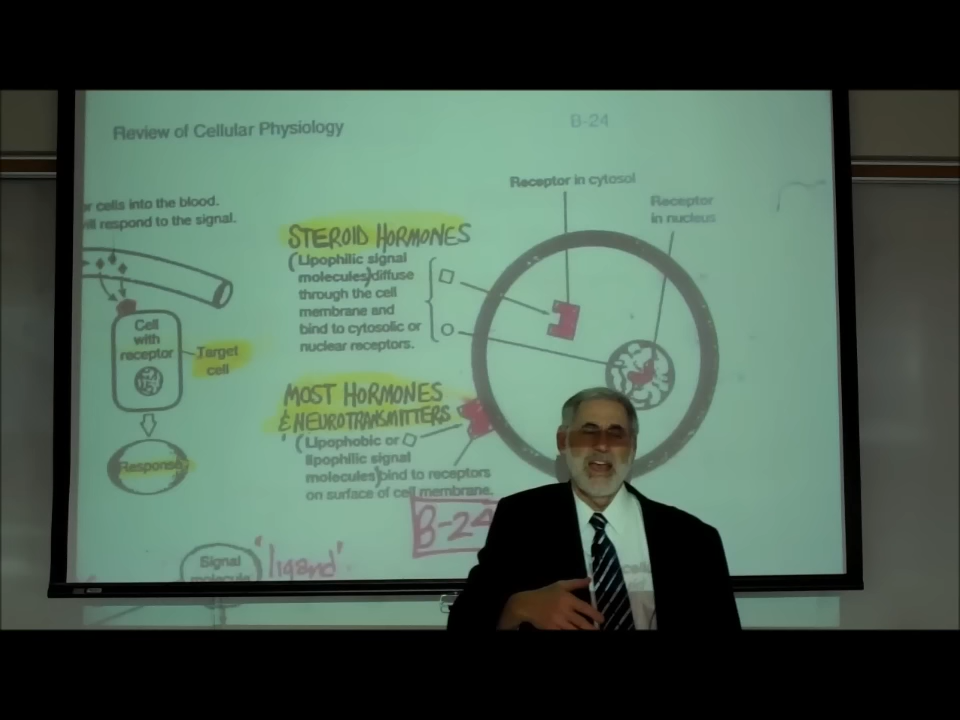 Review of Cellular Physiology
B-24
cells into the blood.
respond to the signal.
Cell
with
receptor
Target
cell
Response
STEROID HORMONES
(Lipophilic signal
molecules) diffuse
through the cell
membrane and
bind to cytosolic or
nuclear receptors.
Receptor in cytosol
Receptor
in nucleus
MOST HORMONES
& NEUROTRANSMITTERS
(Lipophobic or
lipophilic signal
molecules) bind to receptors
on surface of cell membrane.
B-24
Signal
molecule
"ligand"